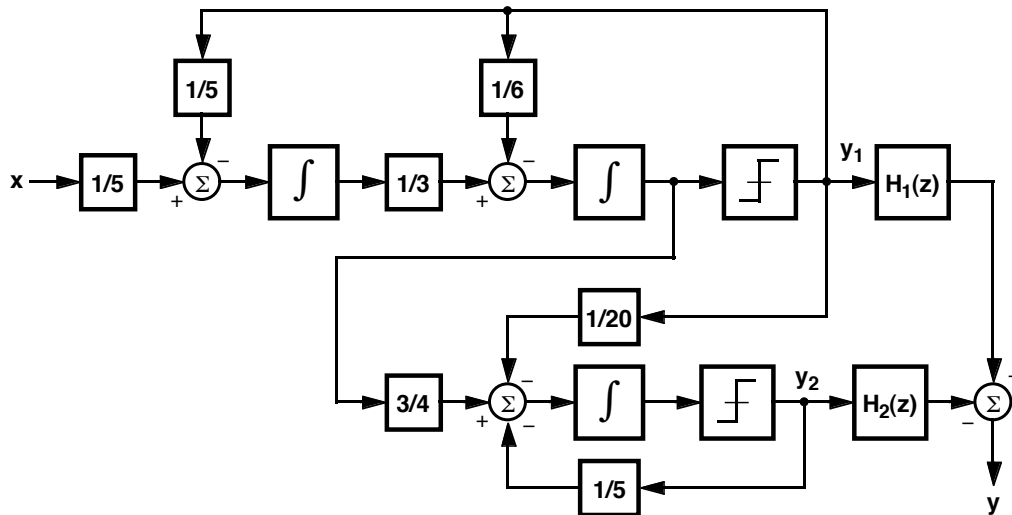 1/5
1/6
x
1/5
Σ
∫
1/3
Σ
∫
y₁
H₁(z)
− − + +
1/20
3/4
Σ
∫
y₂
H₂(z)
Σ
− − + − − −
1/5
y